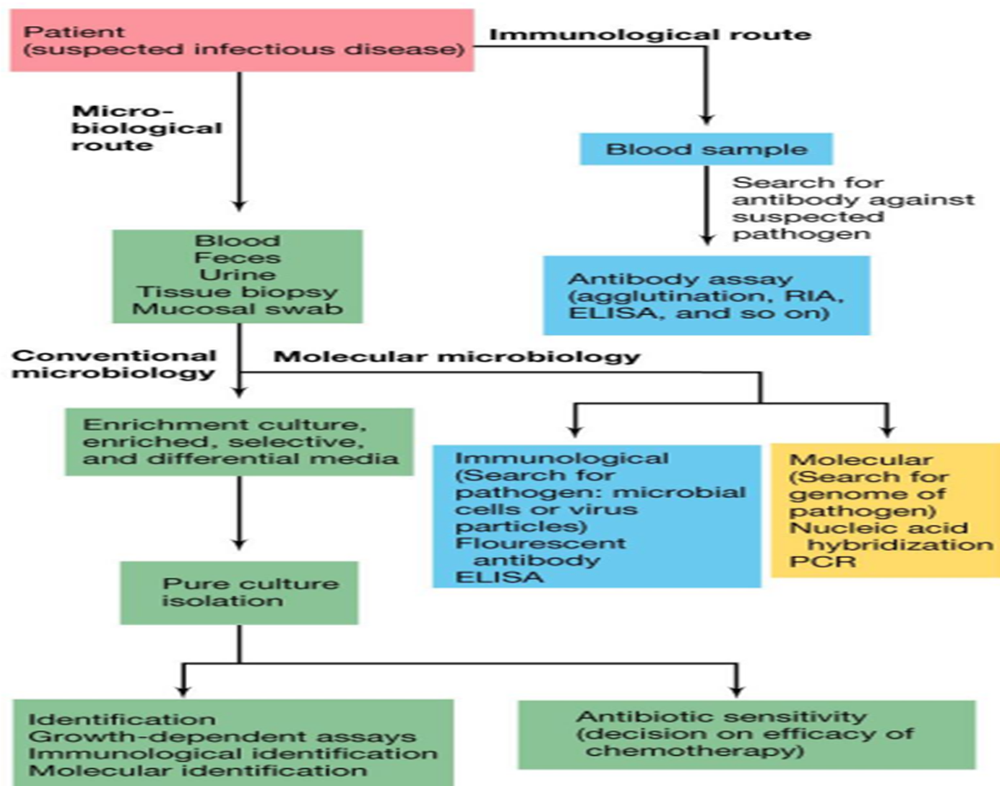 Patient
(suspected infectious disease)
Immunological route
Micro-
biological
route
Blood sample
Search for
antibody against
suspected
pathogen
Blood
Feces
Urine
Tissue biopsy
Mucosal swab
Antibody assay
(agglutination, RIA,
ELISA, and so on)
Conventional
microbiology
Molecular microbiology
Enrichment culture,
enriched, selective,
and differential media
Immunological
(Search for
pathogen: microbial
cells or virus
particles)
Flourescent
antibody
ELISA
Molecular
(Search for
genome of
pathogen)
Nucleic acid
hybridization
PCR
Pure culture
isolation
Identification
Growth-dependent assays
Immunological identification
Molecular identification
Antibiotic sensitivity
(decision on efficacy of
chemotherapy)